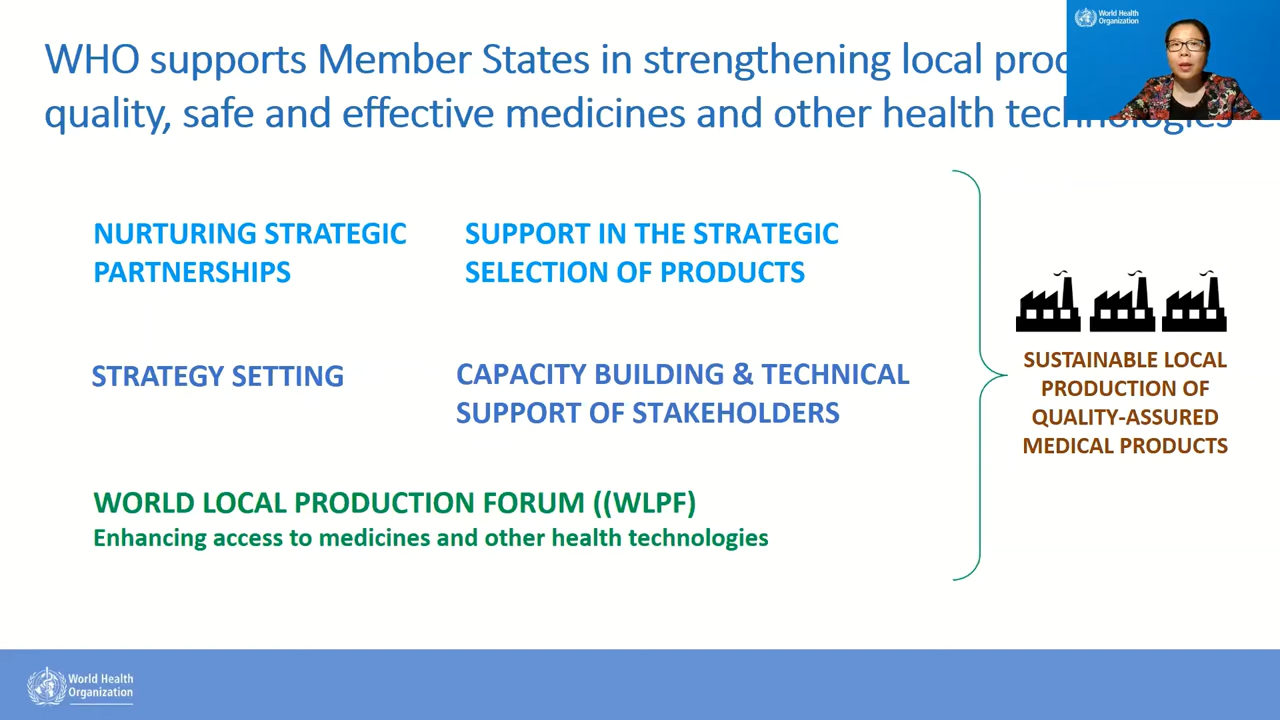 WHO supports Member States in strengthening local
quality, safe and effective medicines and other health technologies
World Health
Organization
NURTURING STRATEGIC
PARTNERSHIPS
SUPPORT IN THE STRATEGIC
SELECTION OF PRODUCTS
STRATEGY SETTING
CAPACITY BUILDING & TECHNICAL
SUPPORT OF STAKEHOLDERS
WORLD LOCAL PRODUCTION FORUM ((WLPF)
Enhancing access to medicines and other health technologies
SUSTAINABLE LOCAL
PRODUCTION OF
QUALITY-ASSURED
MEDICAL PRODUCTS
World Health
Organization